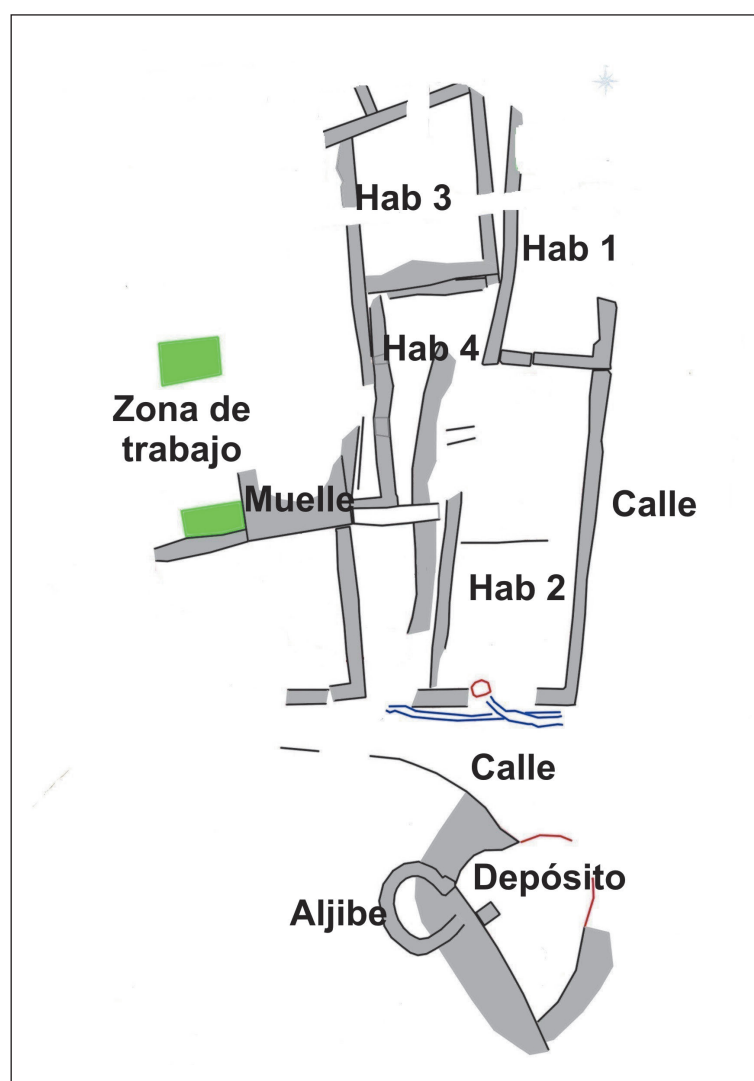 Hab 3
Hab 1
Hab 4
Zona de
trabajo
Muelle
Calle
Hab 2
Calle
Depósito
Aljibe